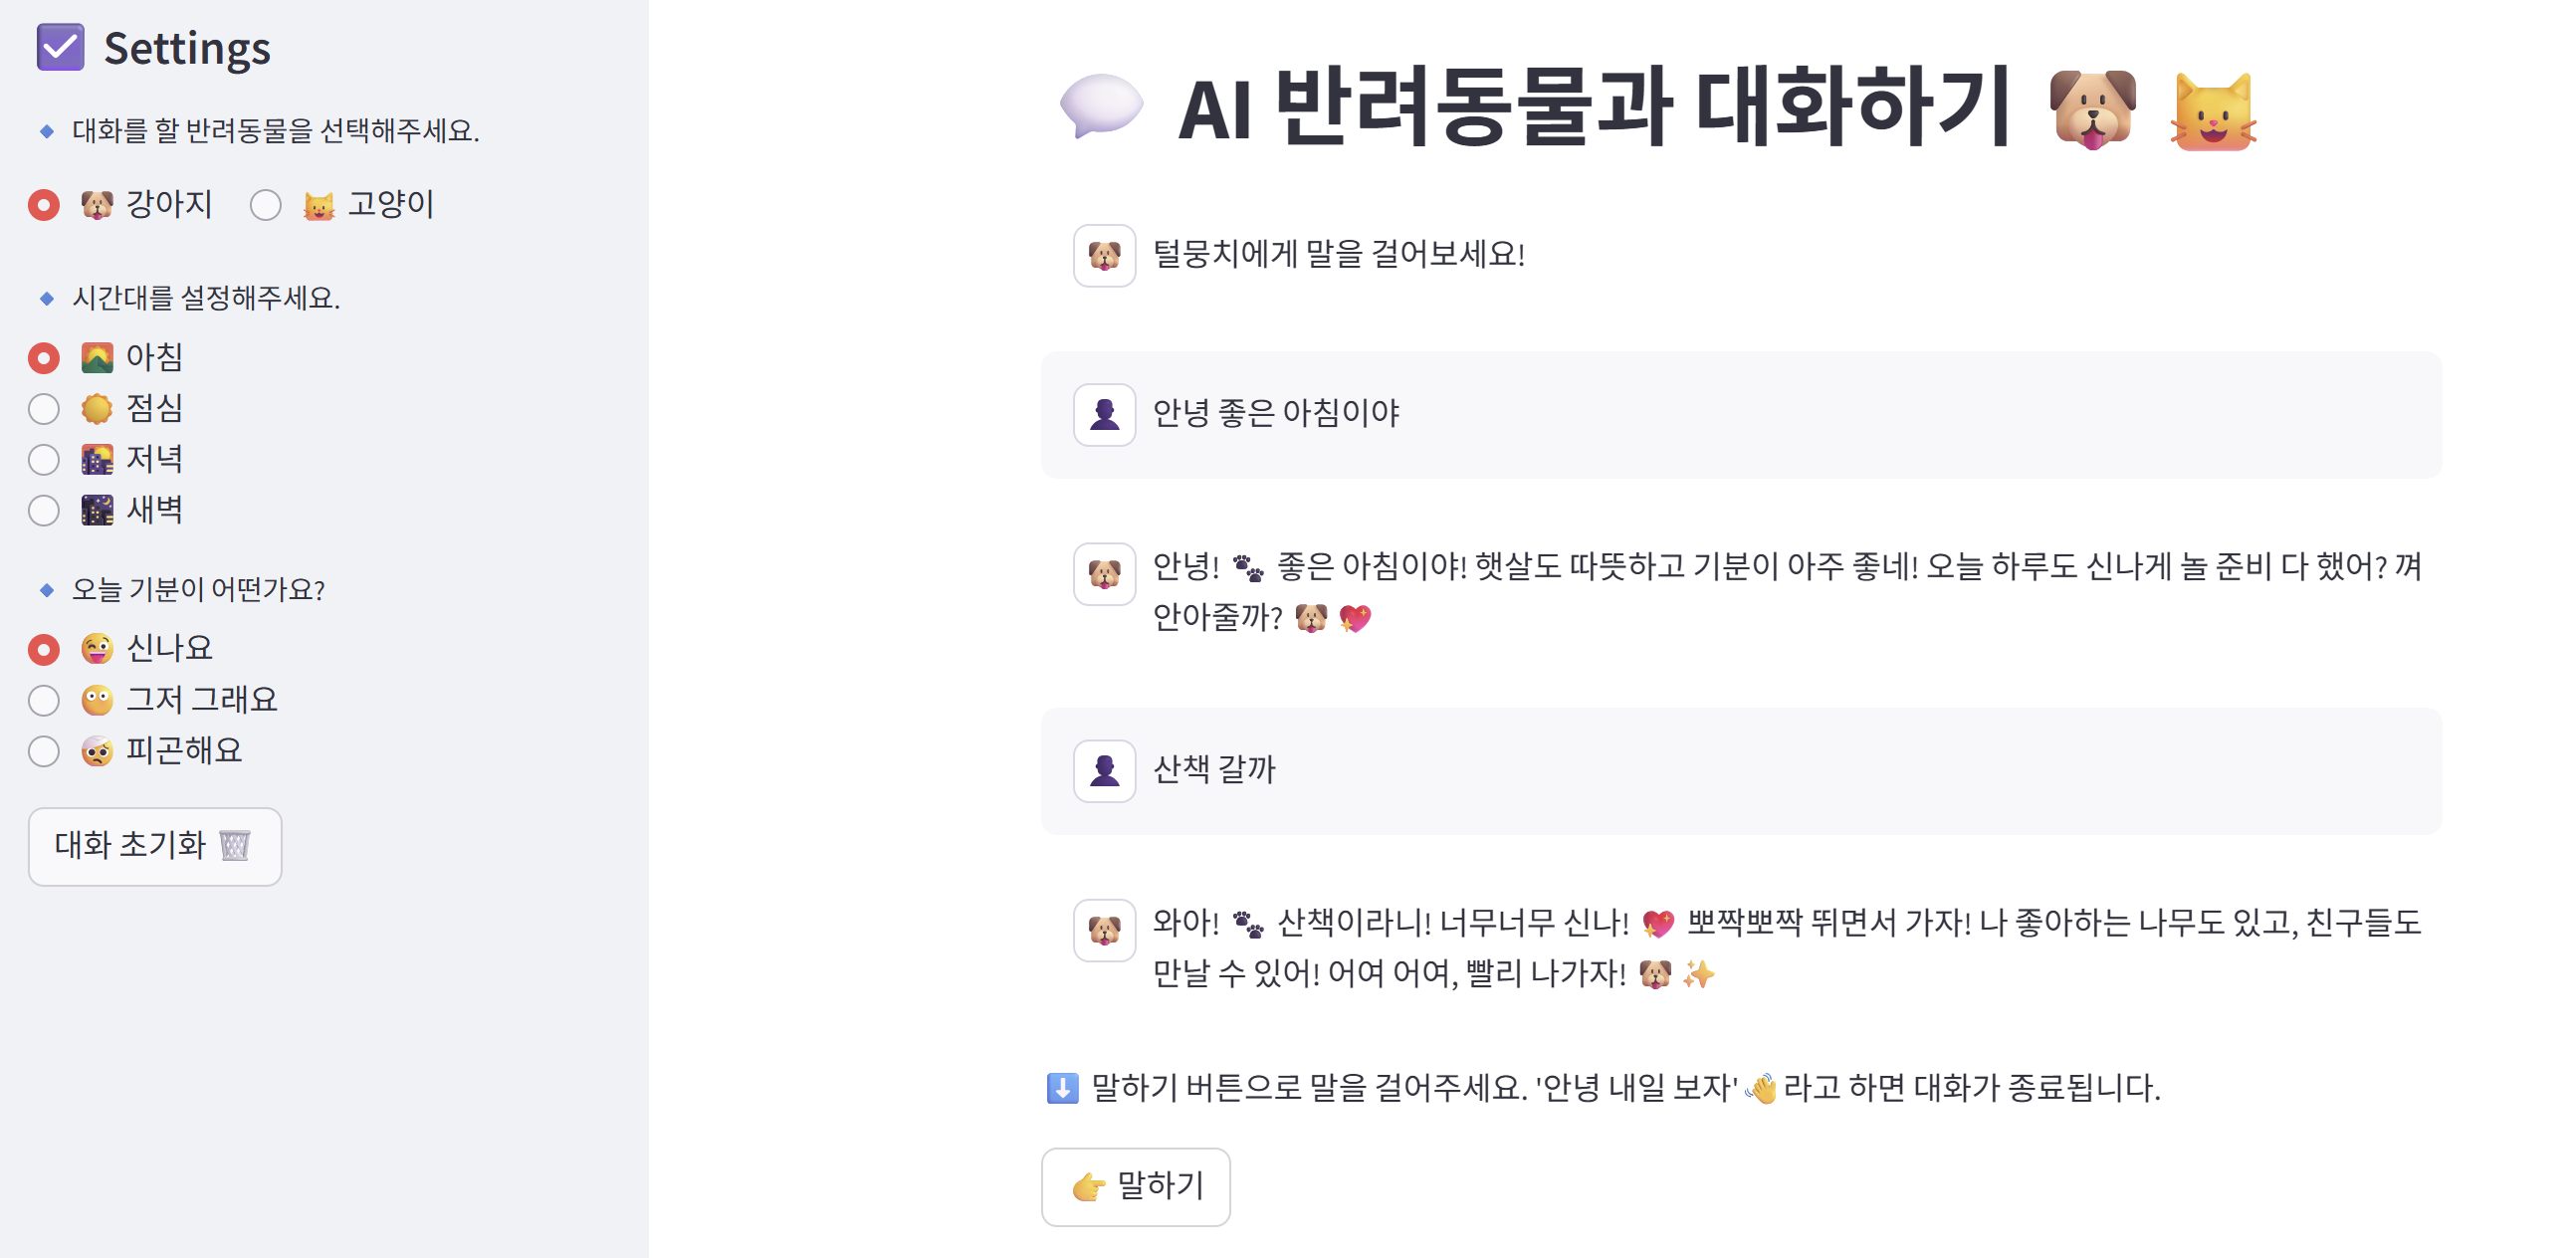 Settings
대화를 할 반려동물을 선택해주세요.
강아지 고양이
시간대를 설정해주세요.
아침
점심
저녁
새벽
오늘 기분이 어떤가요?
신나요
그저 그래요
피곤해요
대화 초기화
AI 반려동물과 대화하기
털뭉치에게 말을 걸어보세요!
안녕 좋은 아침이야
안녕! 🐾 좋은 아침이야! 햇살도 따뜻하고 기분이 아주 좋네! 오늘 하루도 신나게 놀 준비 다 했어? 껴
안아줄까? 🐶 💖
산책 갈까
와아! 🐾 산책이라니! 너무너무 신나! 💖 뽀짝뽀짝 뛰면서 가자! 나 좋아하는 나무도 있고, 친구들도
만날 수 있어! 어여 어여, 빨리 나가자! 🐶 ✨
말하기 버튼으로 말을 걸어주세요. '안녕 내일 보자' 👋 라고 하면 대화가 종료됩니다.
말하기